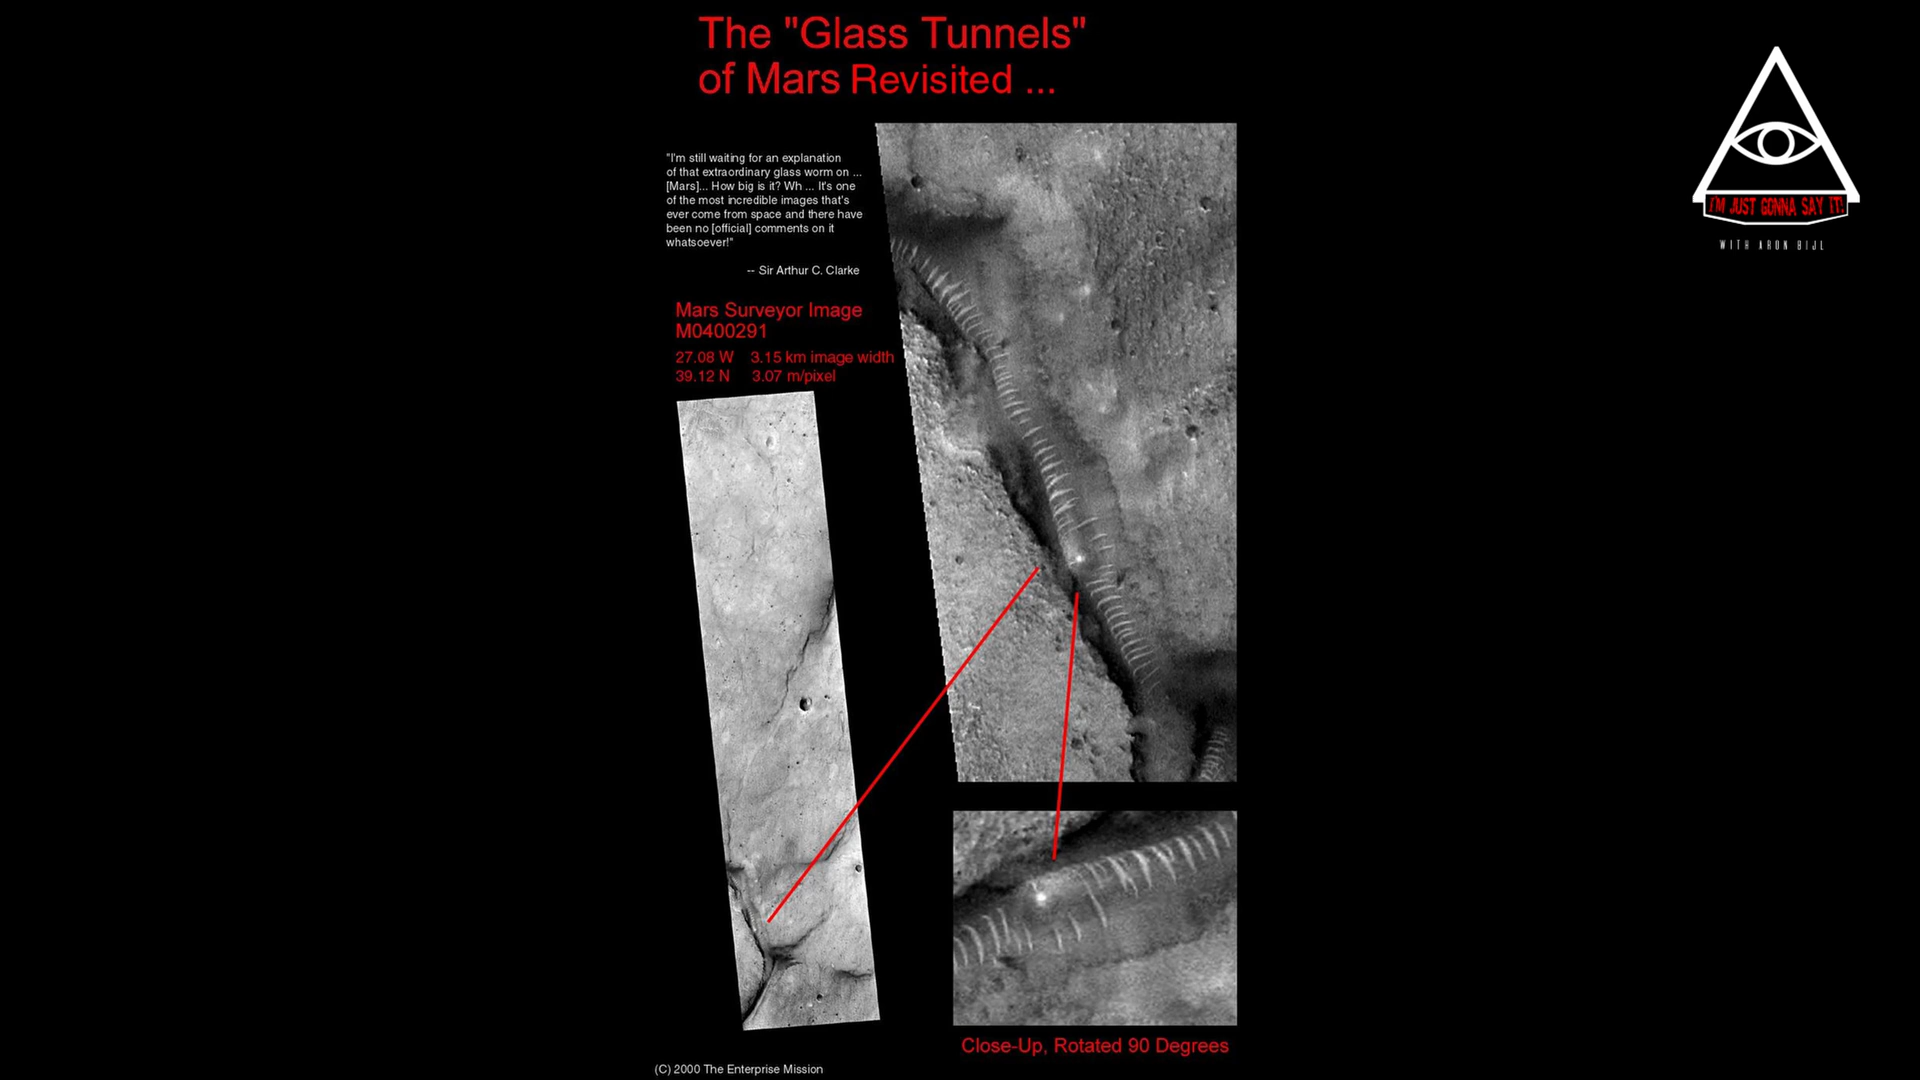 The "Glass Tunnels"
of Mars Revisited ...
"I'm still waiting for an explanation
of that extraordinary glass worm on ...
[Mars]... How big is it? Wh ... It's one
of the most incredible images that's
ever come from space and there have
been no [official] comments on it
whatsoever!"
-- Sir Arthur C. Clarke
Mars Surveyor Image
M0400291
27.08 W 3.15 km image width
39.12 N 3.07 m/pixel
Close-Up, Rotated 90 Degrees
(C) 2000 The Enterprise Mission
I'M JUST GONNA SAY IT!
WITH ARON BIJL